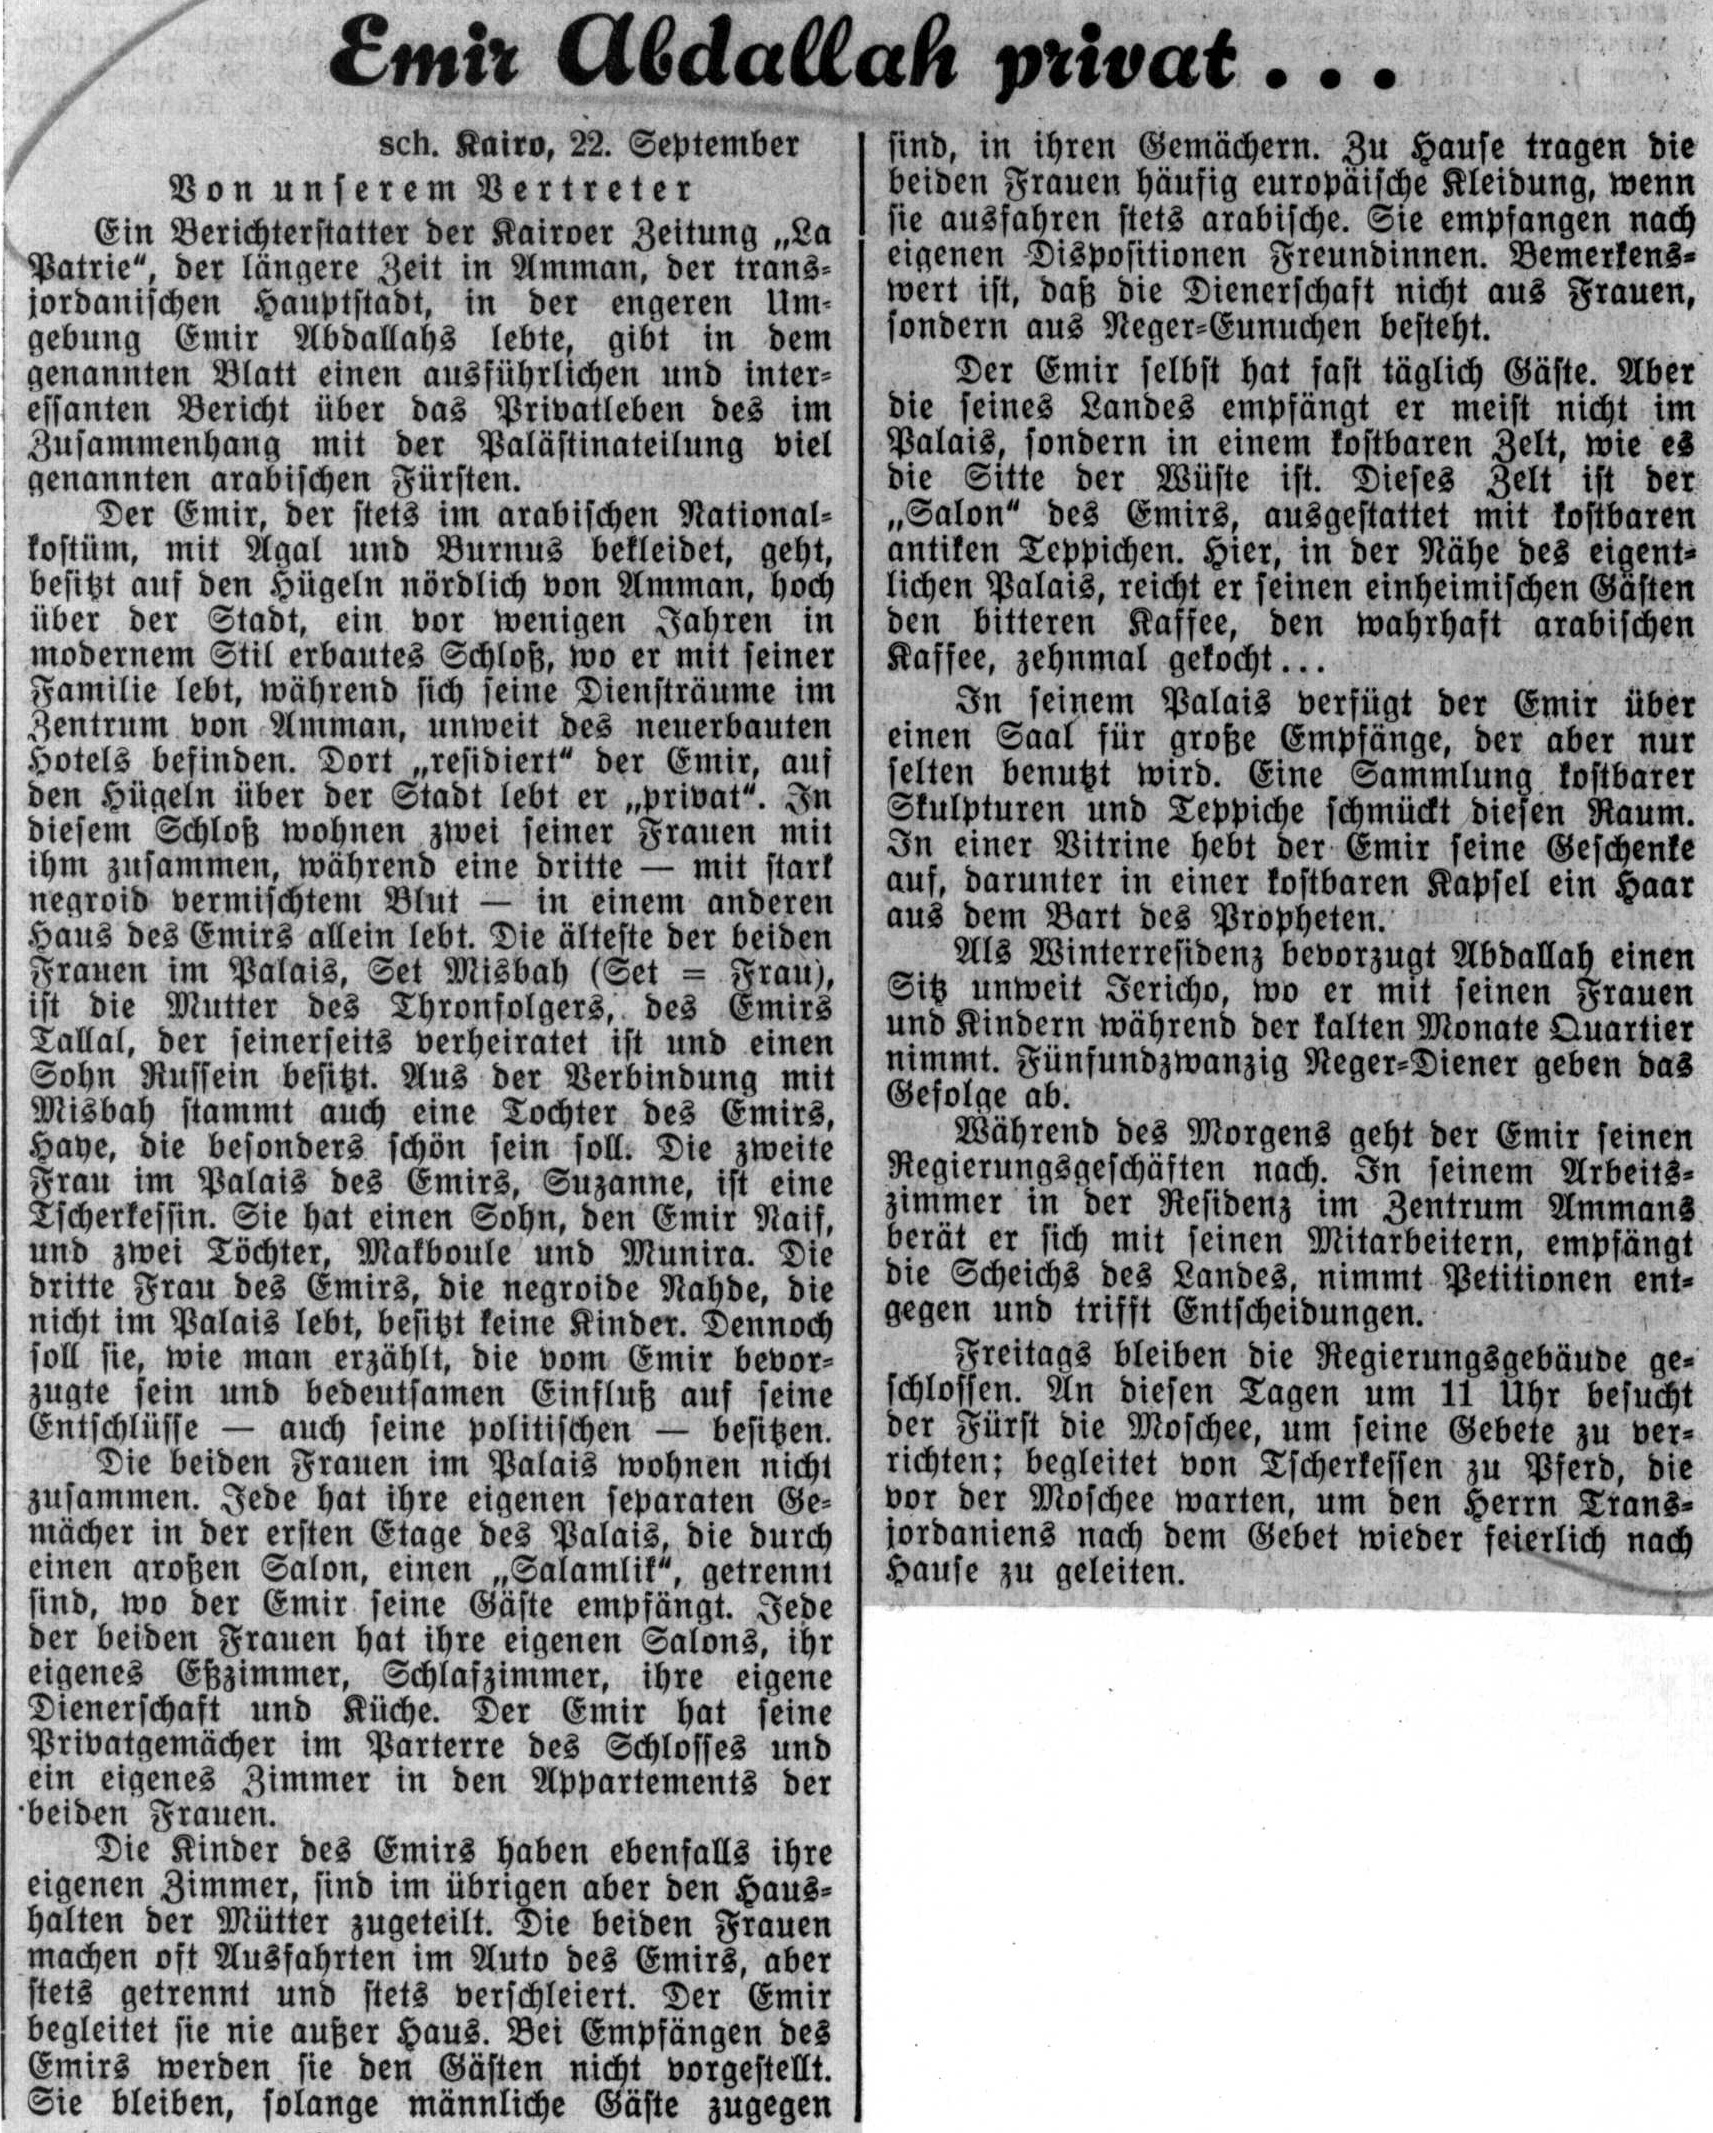 Emir Abdallah privat...
sch. Kairo, 22. September
Von unserem Vertreter
Ein Berichterstatter der Kairoer Zeitung „La
Patrie“, der längere Zeit in Amman, der trans-
jordanischen Hauptstadt, in der engeren Um-
gebung Emir Abdallahs lebte, gibt in dem
genannten Blatt einen ausführlichen und inter-
essanten Bericht über das Privatleben des im
Zusammenhang mit der Palästinateilung viel
genannten arabischen Fürsten.
Der Emir, der stets im arabischen National-
kostüm, mit Agal und Burnus bekleidet, geht,
besitzt auf den Hügeln nördlich von Amman, hoch
über der Stadt, ein vor wenigen Jahren in
modernem Stil erbautes Schloß, wo er mit seiner
Familie lebt, während sich seine Diensträume im
Zentrum von Amman, unweit des neuerbauten
Hotels befinden. Dort „residiert“ der Emir, auf
den Hügeln über der Stadt lebt er „privat“. In
diesem Schloß wohnen zwei seiner Frauen mit
ihm zusammen, während eine dritte — mit stark
negroid vermischtem Blut — in einem anderen
Haus des Emirs allein lebt. Die älteste der beiden
Frauen im Palais, Set Misbah (Set = Frau),
ist die Mutter des Thronfolgers, des Emirs
Tallal, der seinerseits verheiratet ist und einen
Sohn Russein besitzt. Aus der Verbindung mit
Misbah stammt auch eine Tochter des Emirs,
Haye, die besonders schön sein soll. Die zweite
Frau im Palais des Emirs, Suzanne, ist eine
Tscherkessin. Sie hat einen Sohn, den Emir Naif,
und zwei Töchter, Makboule und Munira. Die
dritte Frau des Emirs, die negroide Nahde, die
nicht im Palais lebt, besitzt keine Kinder. Dennoch
soll sie, wie man erzählt, die vom Emir bevor-
zugte sein und bedeutsamen Einfluß auf seine
Entschlüsse — auch seine politischen — besitzen.
Die beiden Frauen im Palais wohnen nicht
zusammen. Jede hat ihre eigenen separaten Ge-
mächer in der ersten Etage des Palais, die durch
einen großen Salon, einen „Salamlik“, getrennt
sind, wo der Emir seine Gäste empfängt. Jede
der beiden Frauen hat ihre eigenen Salons, ihr
eigenes Eßzimmer, Schlafzimmer, ihre eigene
Dienerschaft und Küche. Der Emir hat seine
Privatgemächer im Parterre des Schlosses und
ein eigenes Zimmer in den Appartements der
beiden Frauen.
Die Kinder des Emirs haben ebenfalls ihre
eigenen Zimmer, sind im übrigen aber den Haus-
halten der Mütter zugeteilt. Die beiden Frauen
machen oft Ausfahrten im Auto des Emirs, aber
stets getrennt und stets verschleiert. Der Emir
begleitet sie nie außer Haus. Bei Empfängen des
Emirs werden sie den Gästen nicht vorgestellt.
Sie bleiben, solange männliche Gäste zugegen
sind, in ihren Gemächern. Zu Hause tragen die
beiden Frauen häufig europäische Kleidung, wenn
sie ausfahren stets arabische. Sie empfangen nach
eigenen Dispositionen Freundinnen. Bemerkens-
wert ist, daß die Dienerschaft nicht aus Frauen,
sondern aus Neger-Eunuchen besteht.
Der Emir selbst hat fast täglich Gäste. Aber
die seines Landes empfängt er meist nicht im
Palais, sondern in einem kostbaren Zelt, wie es
die Sitte der Wüste ist. Dieses Zelt ist der
„Salon“ des Emirs, ausgestattet mit kostbaren
antiken Teppichen. Hier, in der Nähe des eigent-
lichen Palais, reicht er seinen einheimischen Gästen
den bitteren Kaffee, den wahrhaft arabischen
Kaffee, zehnmal gekocht...
In seinem Palais verfügt der Emir über
einen Saal für große Empfänge, der aber nur
selten benutzt wird. Eine Sammlung kostbarer
Skulpturen und Teppiche schmückt diesen Raum.
In einer Vitrine hebt der Emir seine Geschenke
auf, darunter in einer kostbaren Kapsel ein Haar
aus dem Bart des Propheten.
Als Winterresidenz bevorzugt Abdallah einen
Sitz unweit Jericho, wo er mit seinen Frauen
und Kindern während der kalten Monate Quartier
nimmt. Fünfundzwanzig Neger-Diener geben das
Gefolge ab.
Während des Morgens geht der Emir seinen
Regierungsgeschäften nach. In seinem Arbeits-
zimmer in der Residenz im Zentrum Ammans
berät er sich mit seinen Mitarbeitern, empfängt
die Scheichs des Landes, nimmt Petitionen ent-
gegen und trifft Entscheidungen.
Freitags bleiben die Regierungsgebäude ge-
schlossen. An diesen Tagen um 11 Uhr besucht
der Fürst die Moschee, um seine Gebete zu ver-
richten; begleitet von Tscherkessen zu Pferd, die
vor der Moschee warten, um den Herrn Trans-
jordaniens nach dem Gebet wieder feierlich nach
Hause zu geleiten.